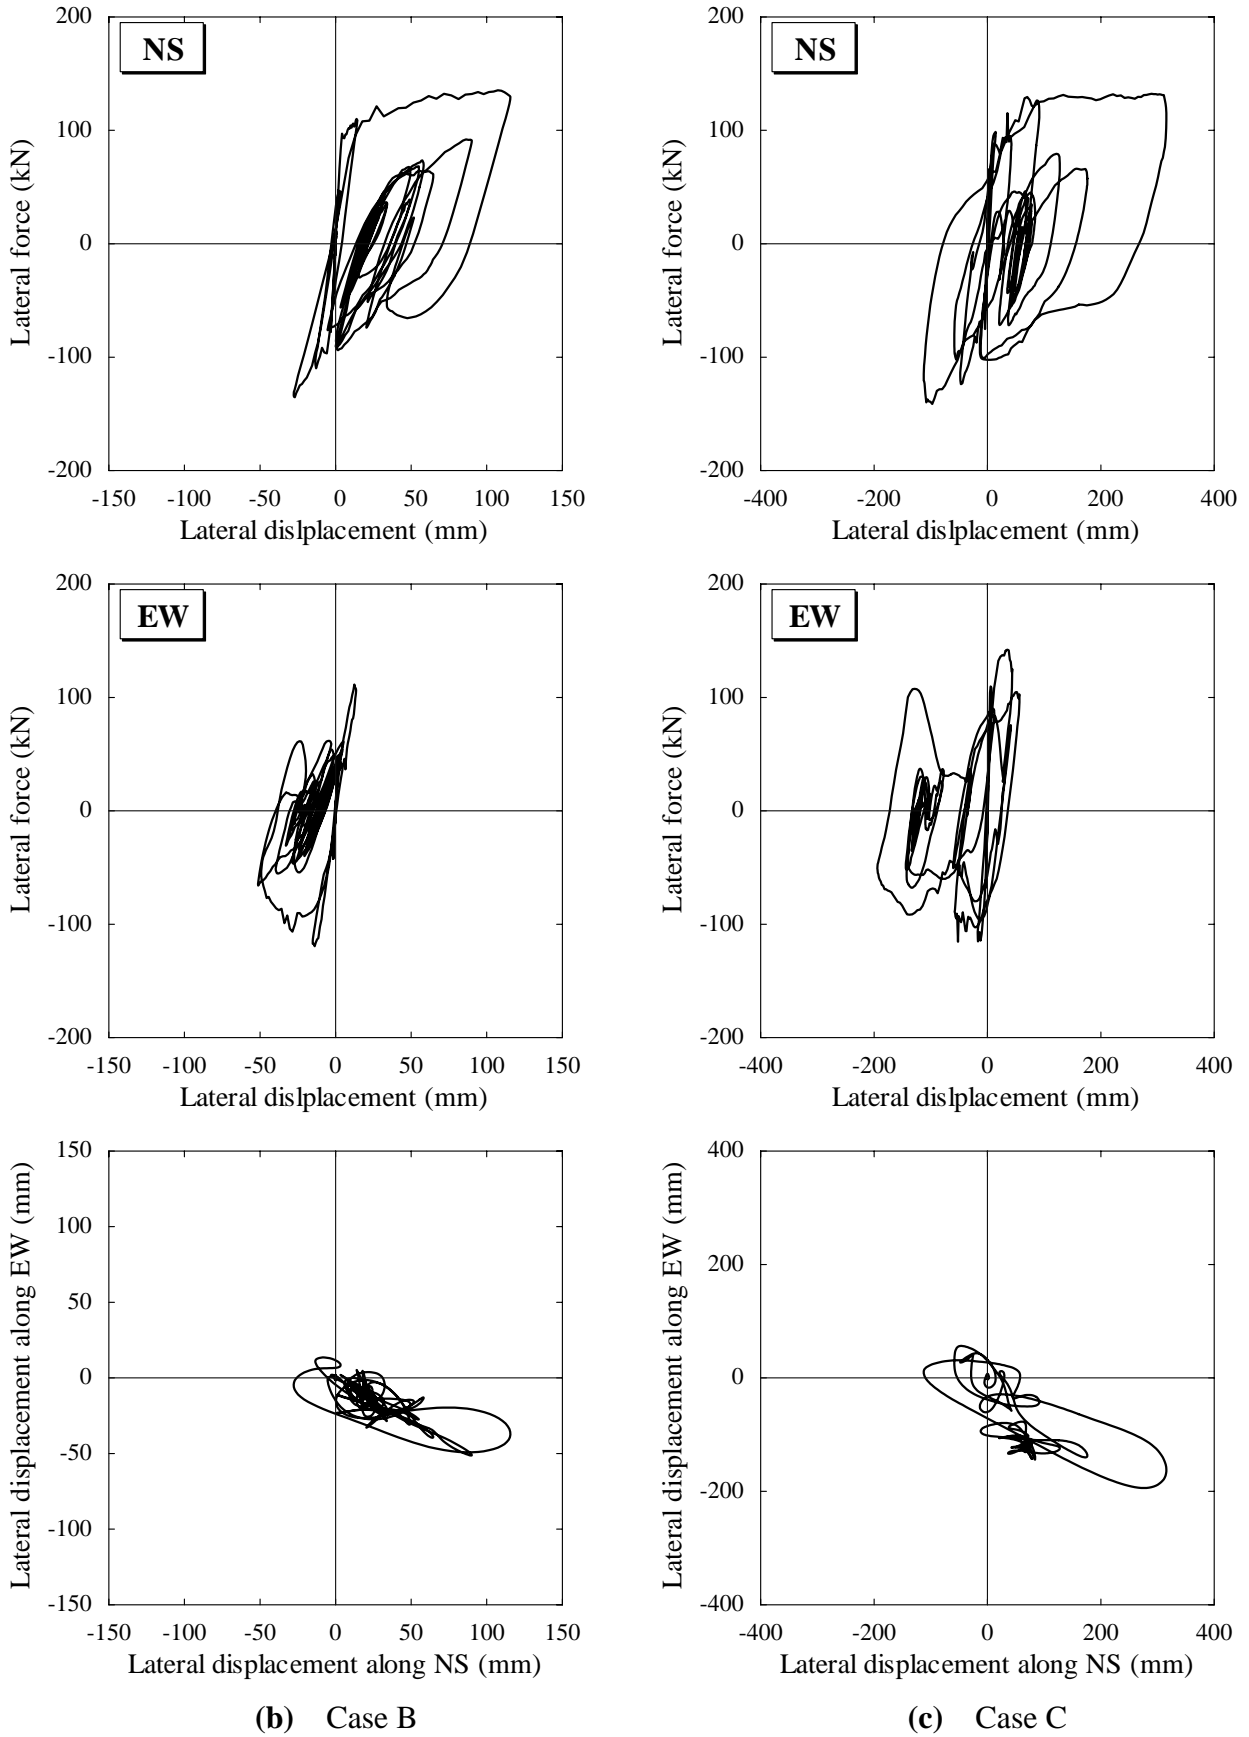 200
100
0
-100
-200
Lateral force (kN)
NS
-150 -100 -50 0 50 100 150
Lateral dislplacement (mm)
200
100
0
-100
-200
Lateral force (kN)
NS
-400 -200 0 200 400
Lateral dislplacement (mm)
200
100
0
-100
-200
Lateral force (kN)
EW
-150 -100 -50 0 50 100 150
Lateral dislplacement (mm)
200
100
0
-100
-200
Lateral force (kN)
EW
-400 -200 0 200 400
Lateral dislplacement (mm)
150
100
50
0
-50
-100
-150
Lateral displacement along EW (mm)
-150 -100 -50 0 50 100 150
Lateral displacement along NS (mm)
400
200
0
-200
-400
Lateral displacement along EW (mm)
-400 -200 0 200 400
Lateral displacement along NS (mm)
(b) Case B
(c) Case C